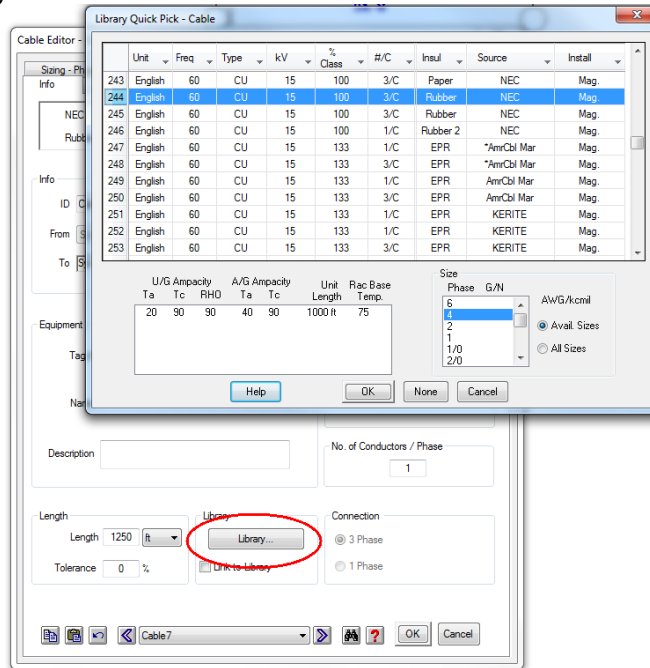 Library Quick Pick - Cable
Cable Editor -
Unit Freq Type kV % Class #/C Insul Source Install
243 English 60 CU 15 100 3/C Paper NEC Mag.
244 English 60 CU 15 100 3/C Rubber NEC Mag.
245 English 60 CU 15 100 3/C Rubber NEC Mag.
246 English 60 CU 15 100 1/C Rubber 2 NEC Mag.
247 English 60 CU 15 133 1/C EPR *AmrCbl Mar Mag.
248 English 60 CU 15 133 3/C EPR *AmrCbl Mar Mag.
249 English 60 CU 15 133 1/C EPR AmrCbl Mar Mag.
250 English 60 CU 15 133 3/C EPR AmrCbl Mar Mag.
251 English 60 CU 15 133 1/C EPR KERITE Mag.
252 English 60 CU 15 133 1/C EPR KERITE Mag.
253 English 60 CU 15 133 3/C EPR KERITE Mag.
U/G Ampacity A/G Ampacity Unit Rac Base
Ta Tc RHO Ta Tc Length Temp.
20 90 90 40 90 1000 ft 75
Size
Phase G/N
6
4
2
1
1/0
2/0
AWG/kcmil
Avail. Sizes
All Sizes
Help OK None Cancel
Sizing - Ph
Info
NEC
Rubb
Info
ID
From
To
Equipment
Tag
Description
No. of Conductors / Phase
1
Length
Length 1250 ft
Tolerance 0 %
Library
Library...
Link to Library
Connection
3 Phase
1 Phase
Cable7 OK Cancel